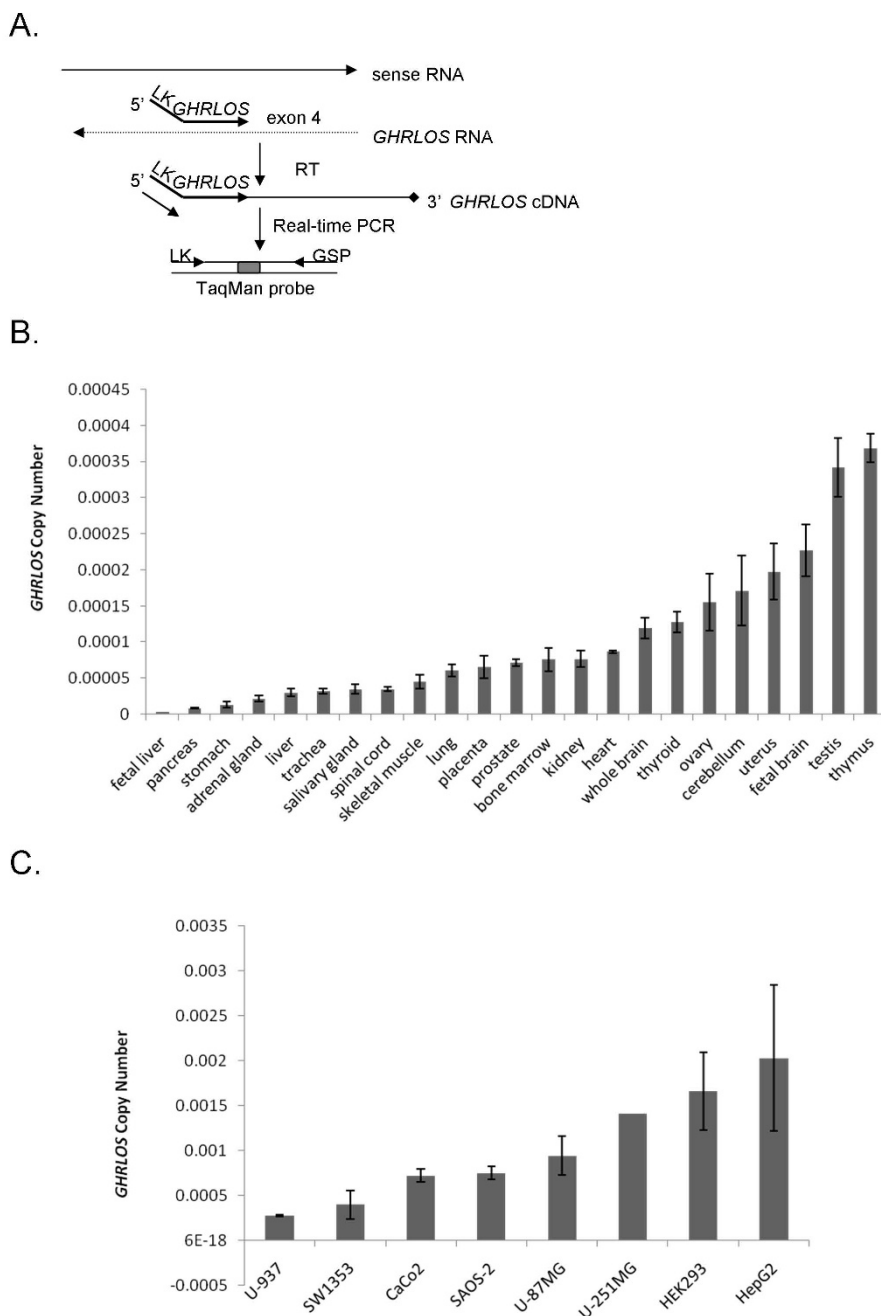 A.
sense RNA
5' LK GHRLOS exon 4
GHRLOS RNA
RT
5' LK GHRLOS
3' GHRLOS cDNA
Real-time PCR
LK GSP
TaqMan probe
B.
GHRLOS Copy Number
0.00045
0.0004
0.00035
0.0003
0.00025
0.0002
0.00015
0.0001
0.00005
0
fetal liver
pancreas
stomach
adrenal gland
liver
trachea
salivary gland
spinal cord
skeletal muscle
lung
placenta
prostate
bone marrow
kidney
heart
whole brain
thyroid
ovary
cerebellum
uterus
fetal brain
testis
thymus
C.
GHRLOS Copy Number
0.0035
0.003
0.0025
0.002
0.0015
0.001
0.0005
6E-18
-0.0005
U-937
SW1353
CaCo2
SAOS-2
U-87MG
U-251MG
HEK293
HepG2